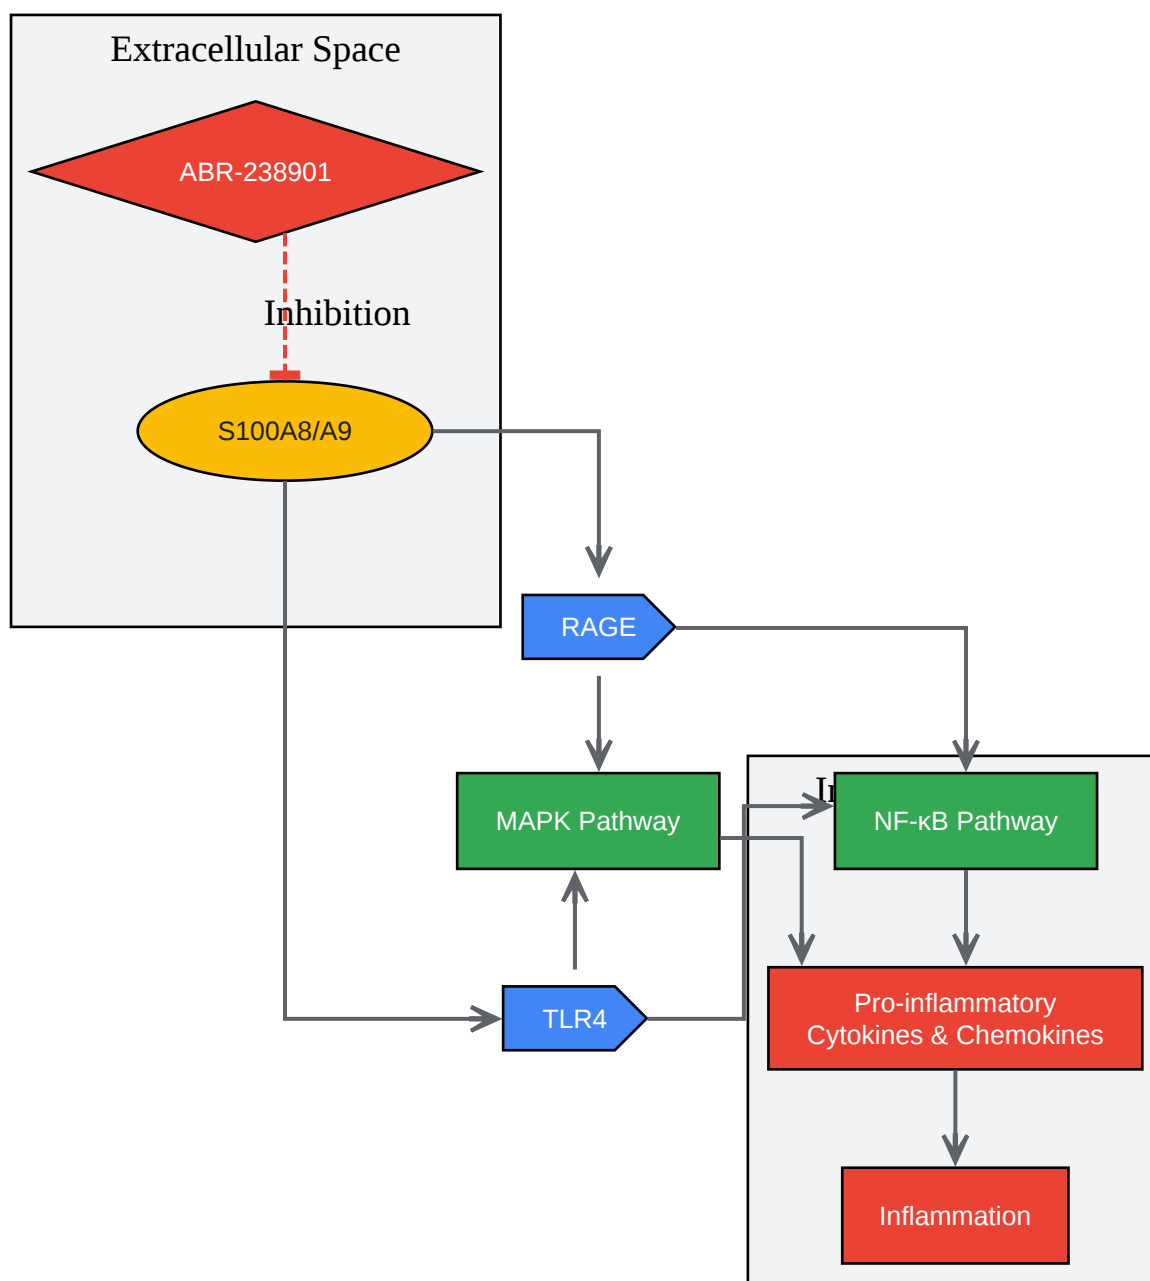 Extracellular Space
ABR-238901
Inhibition
S100A8/A9
RAGE
MAPK Pathway
NF-κB Pathway
TLR4
Pro-inflammatory
Cytokines & Chemokines
Inflammation